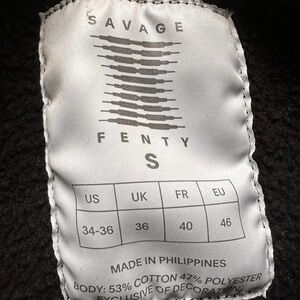 SAVAGE
FENTY
S
US UK FR EU
34-36 36 40 46
MADE IN PHILIPPINES
BODY: 53% COTTON 47% POLYESTER
EXCLUSIVE OF DECORATION